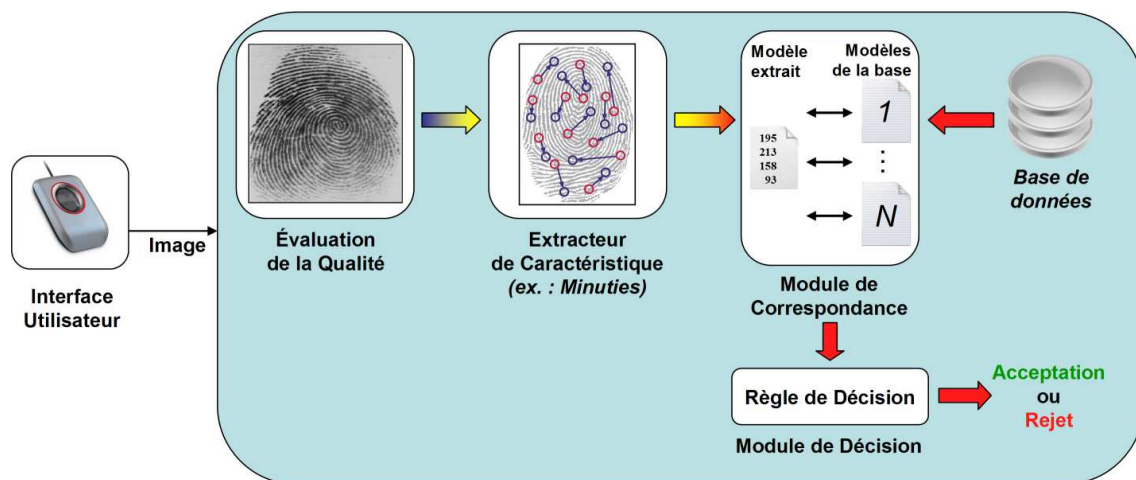 Interface
Utilisateur
Image
Évaluation
de la Qualité
Extracteur
de Caractéristique
(ex. : Minuties)
Modèle
extrait
Modèles
de la base
195
213
158
93
1
⋮
N
Module de
Correspondance
Base de
données
Règle de Décision
Module de Décision
Acceptation
ou
Rejet